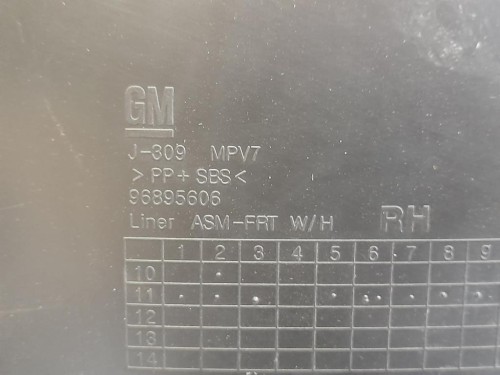 GM
J-309 MPV7
>PP+SBS<
96895606
Liner ASM-FRT W/H RH
1 2 3 4 5 6 7 8 9
10
11
12
13
14